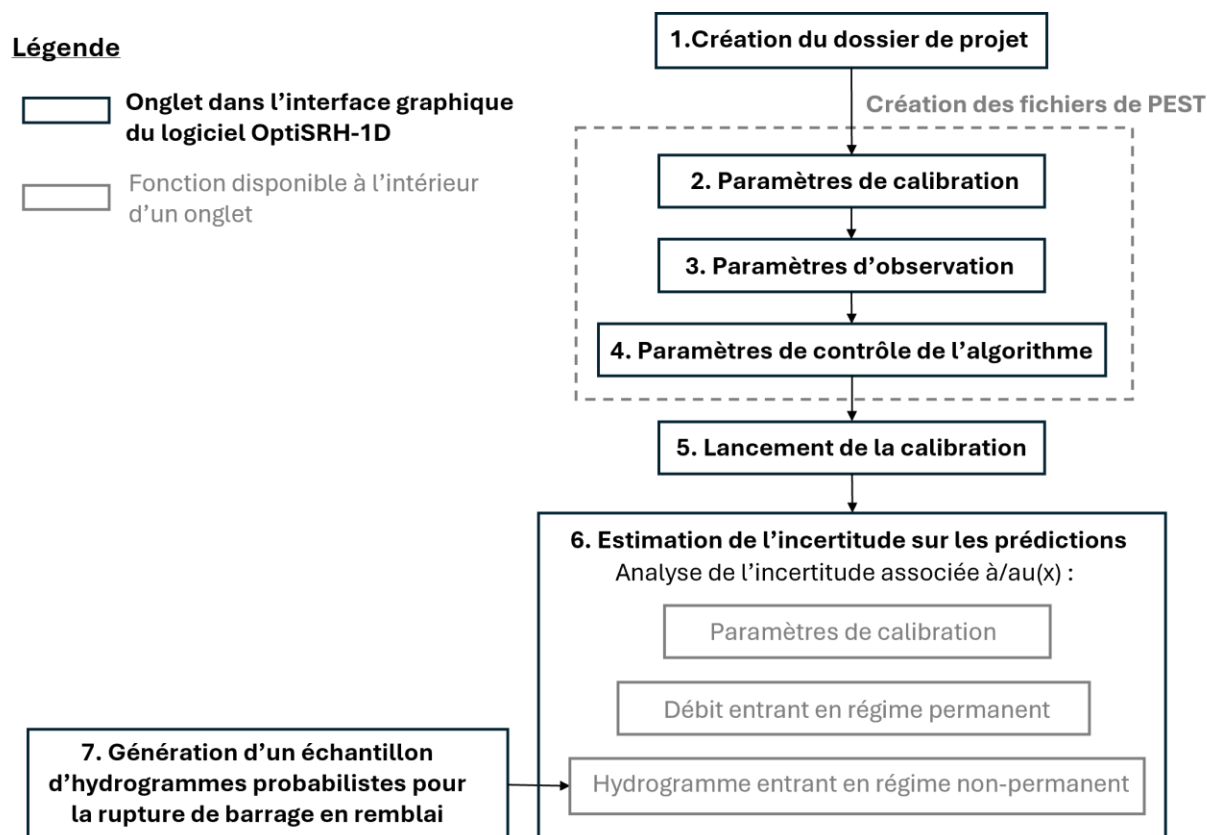 Légende
Onglet dans l’interface graphique
du logiciel OptiSRH-1D
Fonction disponible à l’intérieur
d’un onglet
1.Création du dossier de projet
Création des fichiers de PEST
2. Paramètres de calibration
3. Paramètres d’observation
4. Paramètres de contrôle de l’algorithme
5. Lancement de la calibration
6. Estimation de l’incertitude sur les prédictions
Analyse de l’incertitude associée à/au(x) :
Paramètres de calibration
Débit entrant en régime permanent
Hydrogramme entrant en régime non-permanent
7. Génération d’un échantillon
d’hydrogrammes probabilistes pour
la rupture de barrage en remblai